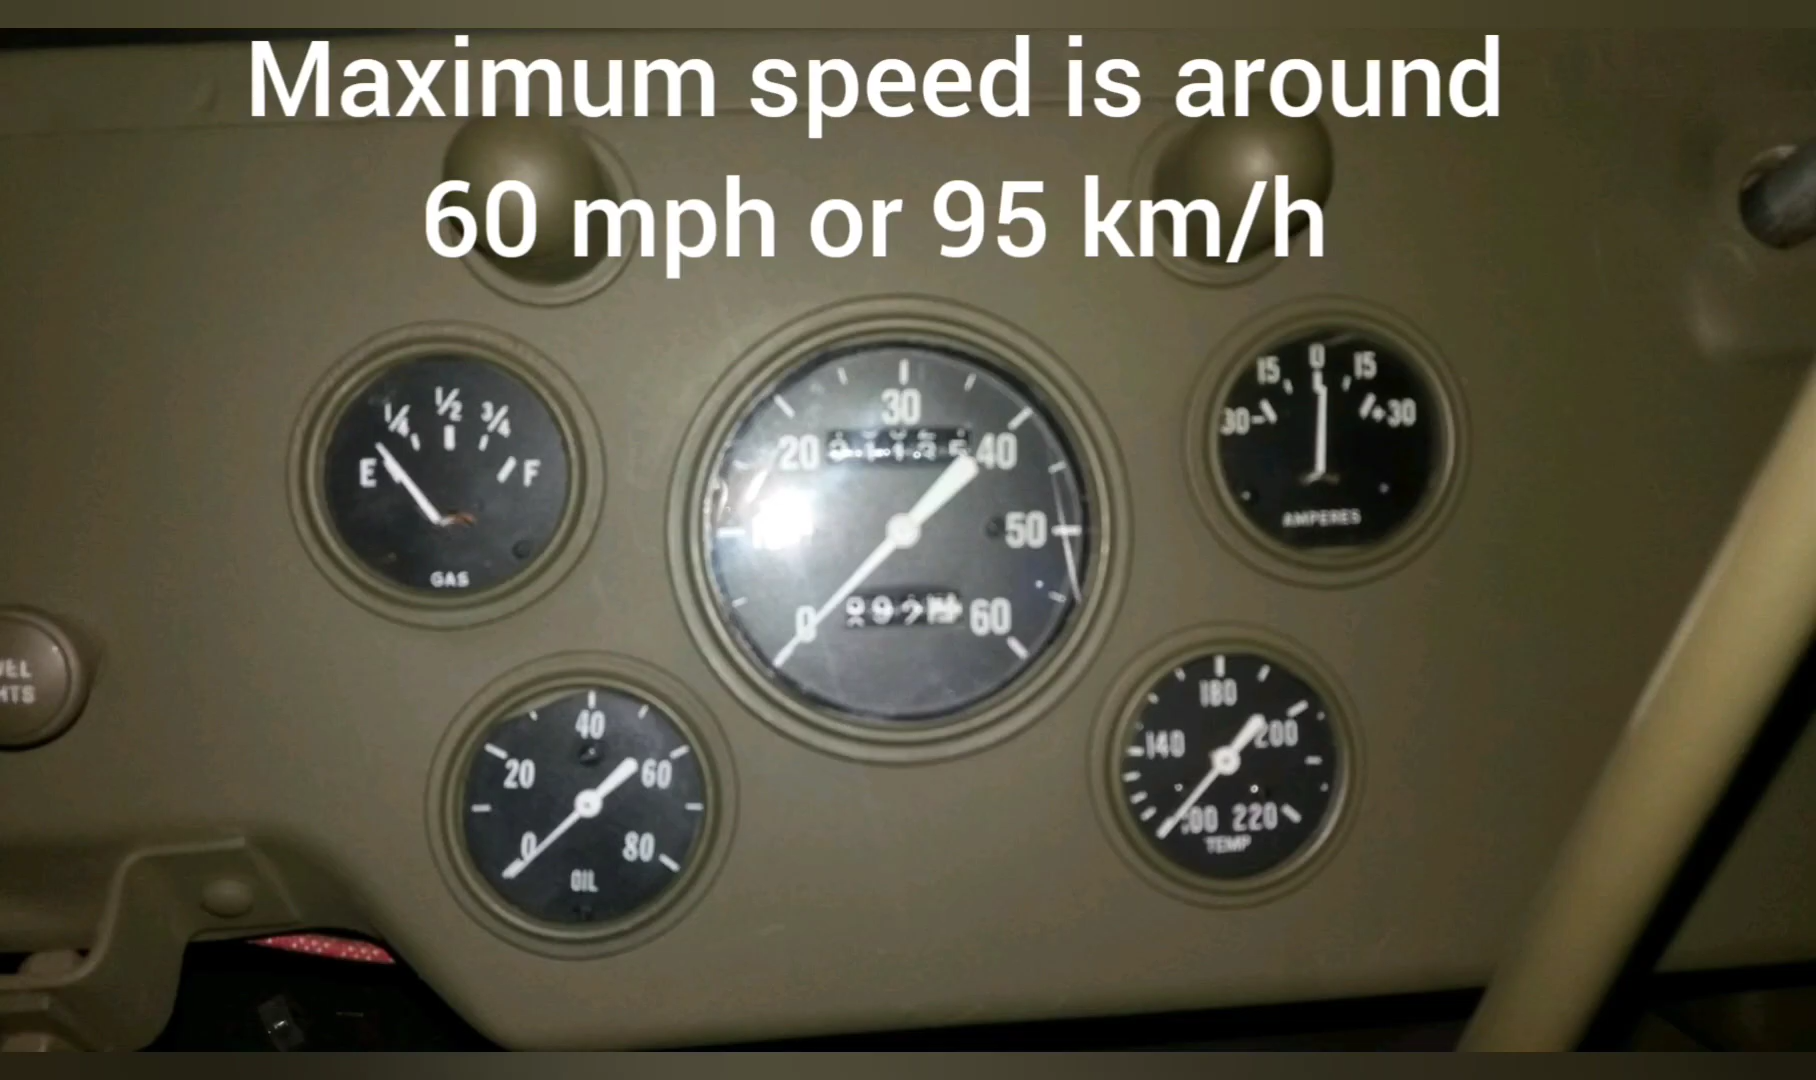 Maximum speed is around
60 mph or 95 km/h
1/4 1/2 3/4
E F
GAS
20 30 40
50
0 60
15 0 15
30 - + 30
AMPERES
20 40 60
0 80
OIL
140 180 200
220
TEMP